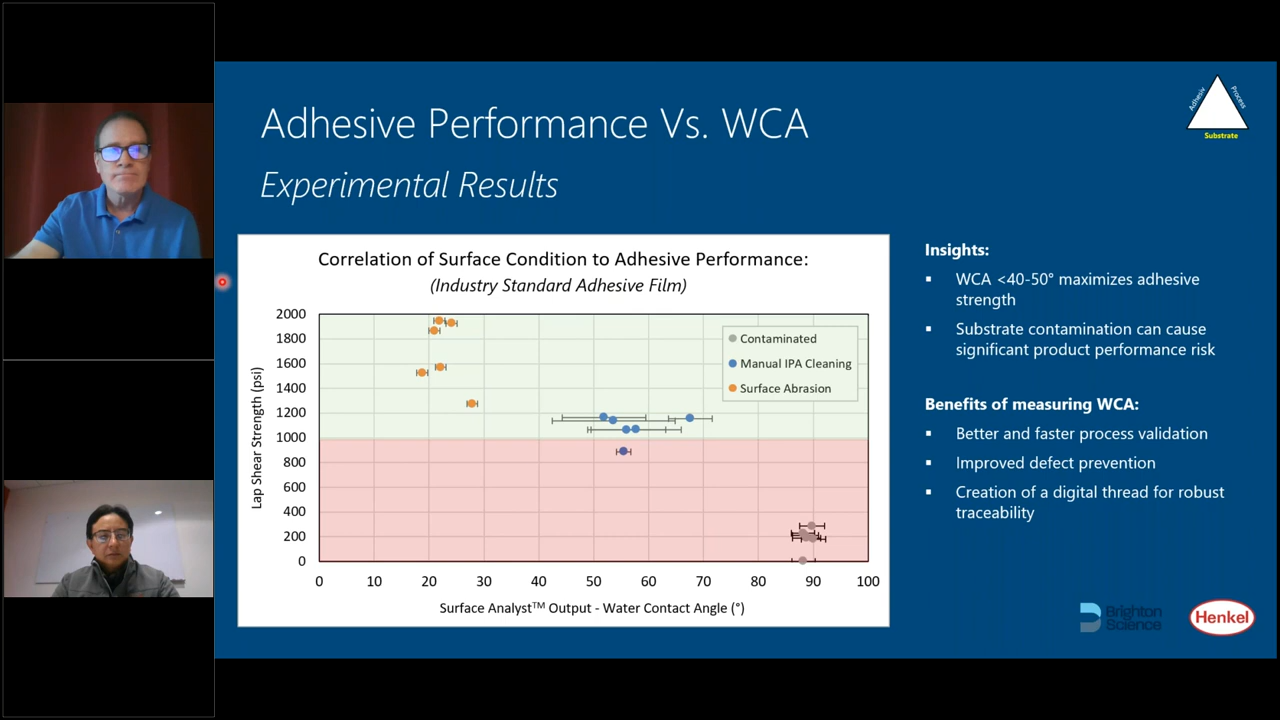 Adhesive Performance Vs. WCA
Experimental Results
Adhesiv
Process
Substrate
Correlation of Surface Condition to Adhesive Performance:
(Industry Standard Adhesive Film)
Lap Shear Strength (psi)
2000
1800
1600
1400
1200
1000
800
600
400
200
0
Contaminated
Manual IPA Cleaning
Surface Abrasion
0 10 20 30 40 50 60 70 80 90 100
Surface Analyst™ Output - Water Contact Angle (°)
Insights:
▪ WCA <40-50° maximizes adhesive
strength
▪ Substrate contamination can cause
significant product performance risk
Benefits of measuring WCA:
▪ Better and faster process validation
▪ Improved defect prevention
▪ Creation of a digital thread for robust
traceability
Brighton
Science
Henkel